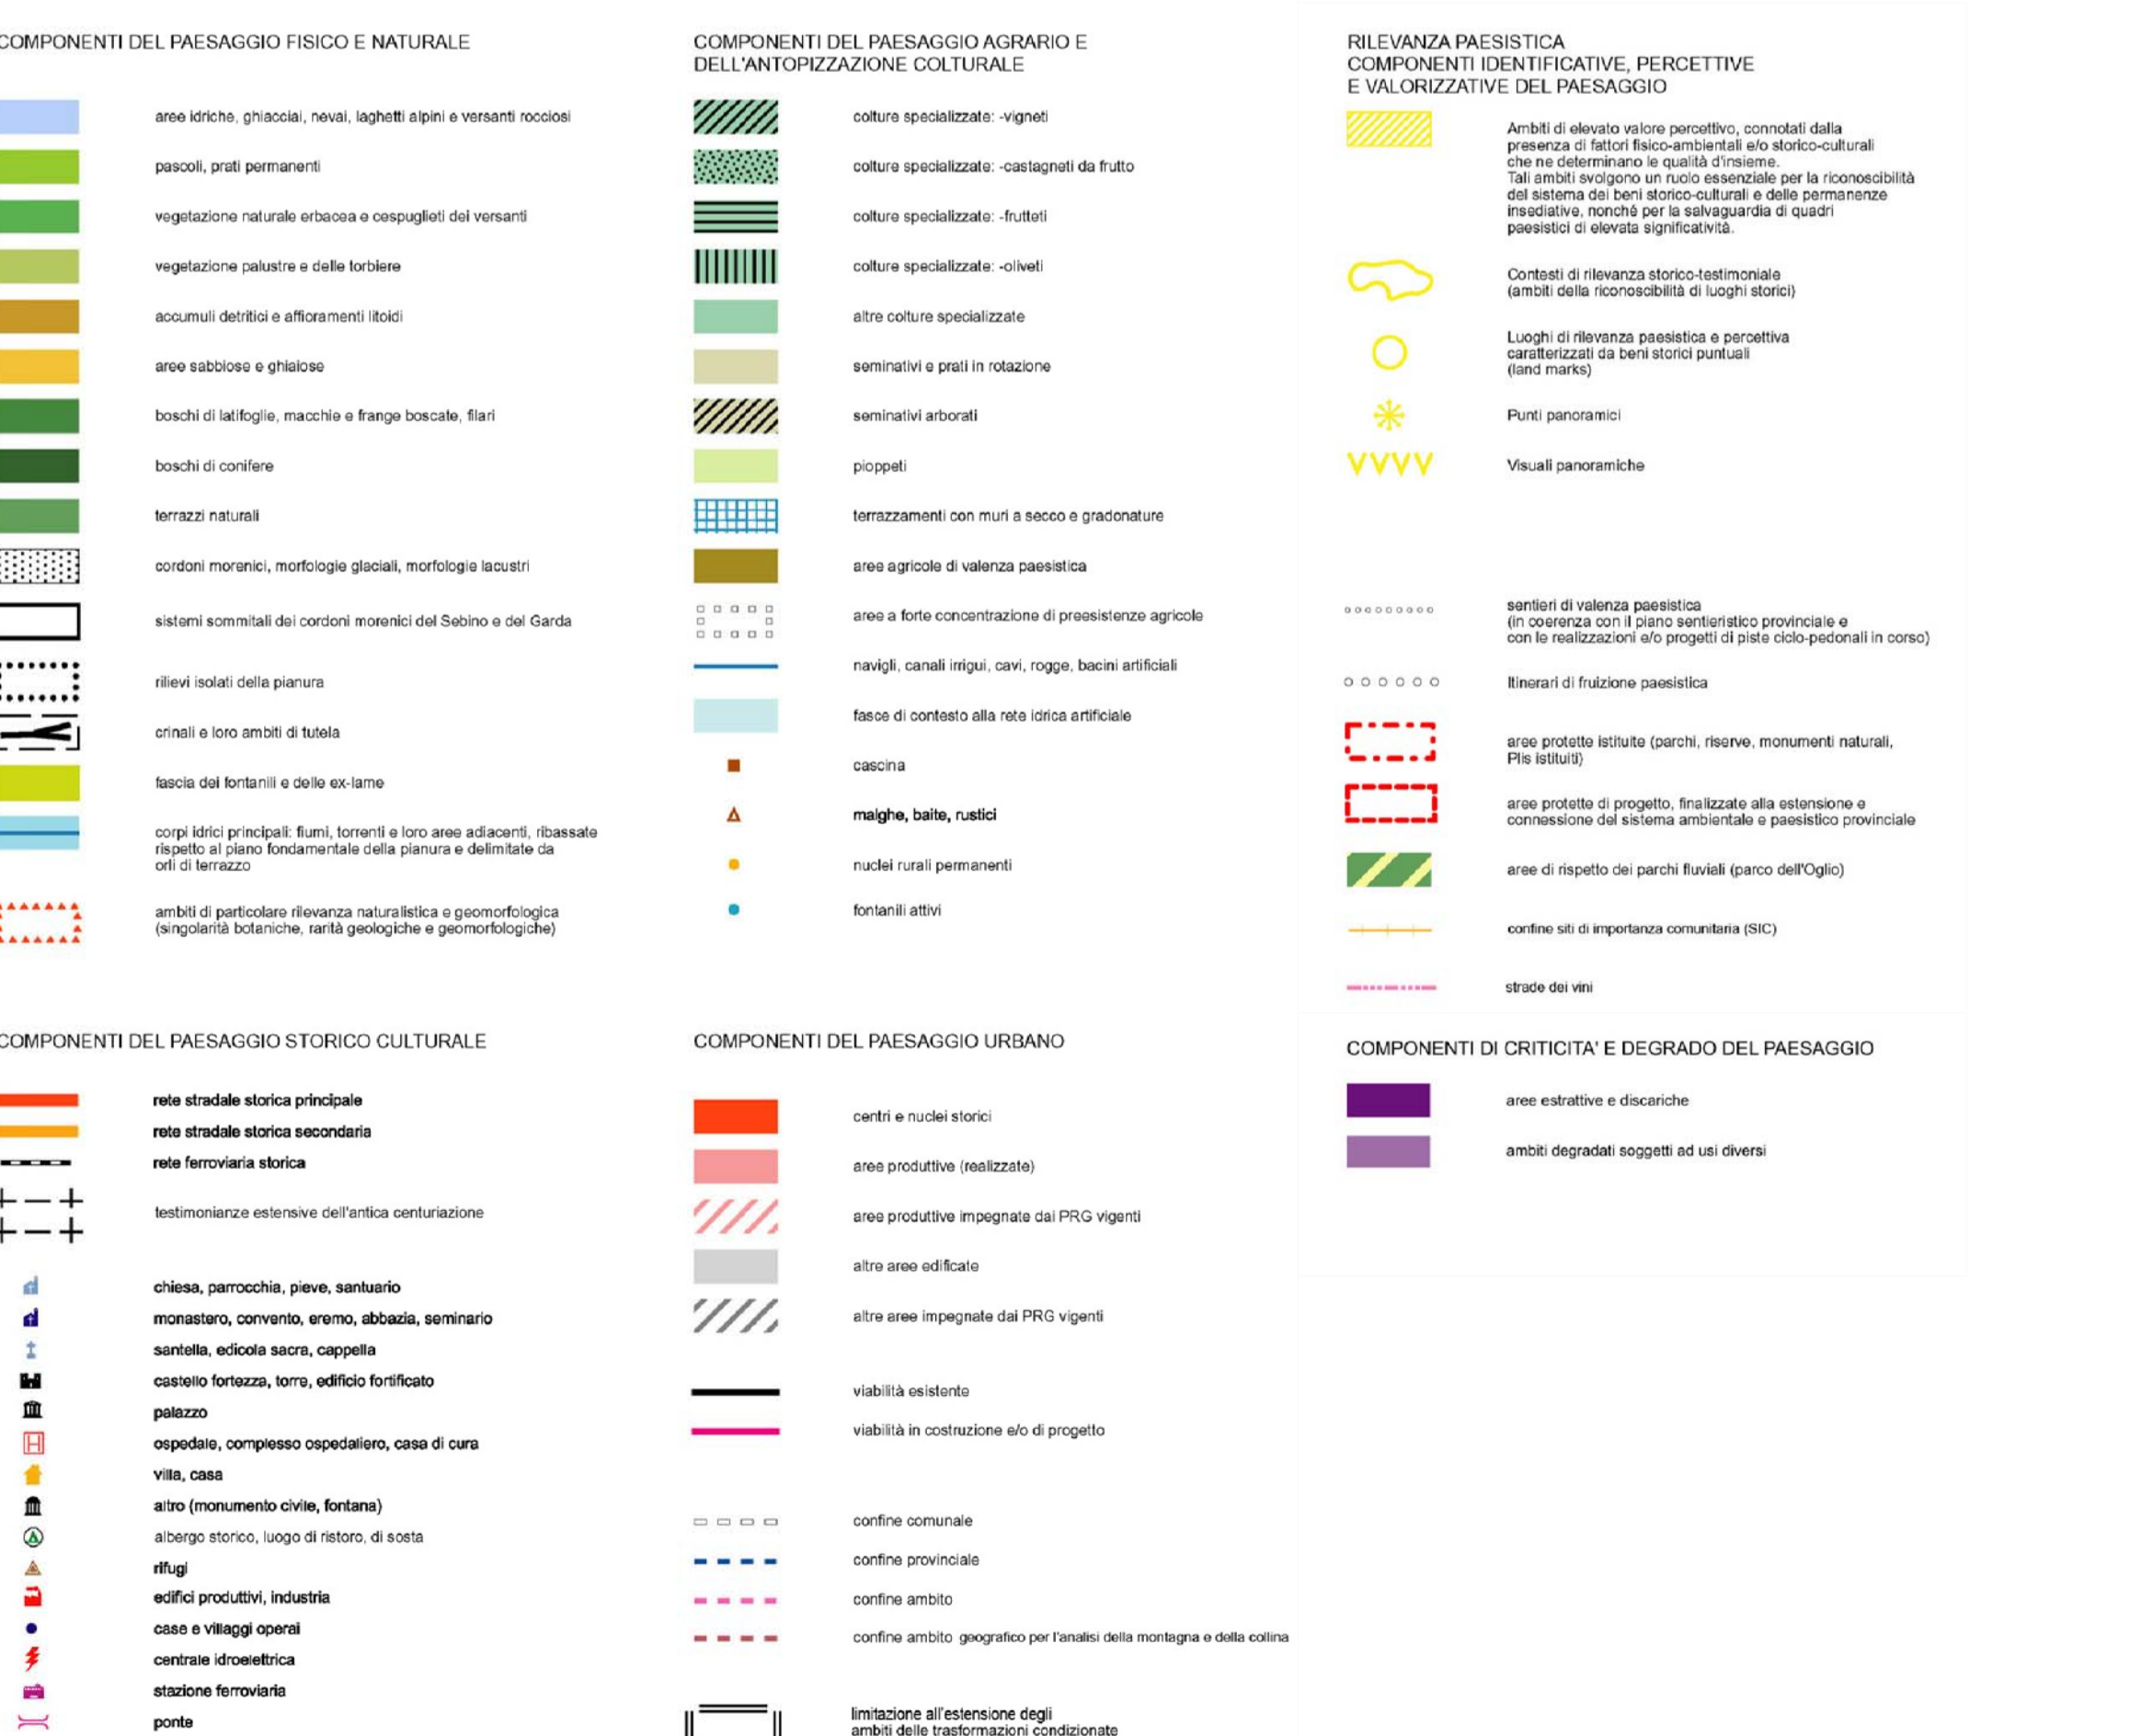 COMPONENTI DEL PAESAGGIO FISICO E NATURALE
aree idriche, ghiacciai, nevai, laghetti alpini e versanti rocciosi
pascoli, prati permanenti
vegetazione naturale erbacea e cespuglieti dei versanti
vegetazione palustre e delle torbiere
accumuli detritici e affioramenti litoidi
aree sabbiose e ghiaiose
boschi di latifoglie, macchie e frange boscate, filari
boschi di conifere
terrazzi naturali
cordoni morenici, morfologie glaciali, morfologie lacustri
sistemi sommitali dei cordoni morenici del Sebino e del Garda
rilievi isolati della pianura
crinali e loro ambiti di tutela
fascia dei fontanili e delle ex-lame
corpi idrici principali: fiumi, torrenti e loro aree adiacenti, ribassate
rispetto al piano fondamentale della pianura e delimitate da
orli di terrazzo
ambiti di particolare rilevanza naturalistica e geomorfologica
(singolarità botaniche, rarità geologiche e geomorfologiche)
COMPONENTI DEL PAESAGGIO AGRARIO E
DELL'ANTOPIZZAZIONE COLTURALE
colture specializzate: -vigneti
colture specializzate: -castagneti da frutto
colture specializzate: -frutteti
colture specializzate: -oliveti
altre colture specializzate
seminativi e prati in rotazione
seminativi arborati
pioppeti
terrazzamenti con muri a secco e gradonature
aree agricole di valenza paesistica
aree a forte concentrazione di preesistenze agricole
navigli, canali irrigui, cavi, rogge, bacini artificiali
fasce di contesto alla rete idrica artificiale
cascina
malghe, baite, rustici
nuclei rurali permanenti
fontanili attivi
RILEVANZA PAESISTICA
COMPONENTI IDENTIFICATIVE, PERCETTIVE
E VALORIZZATIVE DEL PAESAGGIO
Ambiti di elevato valore percettivo, connotati dalla
presenza di fattori fisico-ambientali e/o storico-culturali
che ne determinano le qualità d'insieme.
Tali ambiti svolgono un ruolo essenziale per la riconoscibilità
del sistema dei beni storico-culturali e delle permanenze
insediative, nonché per la salvaguardia di quadri
paesistici di elevata significatività.
Contesti di rilevanza storico-testimoniale
(ambiti della riconoscibilità di luoghi storici)
Luoghi di rilevanza paesistica e percettiva
caratterizzati da beni storici puntuali
(land marks)
Punti panoramici
Visuali panoramiche
sentieri di valenza paesistica
(in coerenza con il piano sentieristico provinciale e
con le realizzazioni e/o progetti di piste ciclo-pedonali in corso)
Itinerari di fruizione paesistica
aree protette istituite (parchi, riserve, monumenti naturali,
Plis istituiti)
aree protette di progetto, finalizzate alla estensione e
connessione del sistema ambientale e paesistico provinciale
aree di rispetto dei parchi fluviali (parco dell'Oglio)
confine siti di importanza comunitaria (SIC)
strade dei vini
COMPONENTI DEL PAESAGGIO STORICO CULTURALE
rete stradale storica principale
rete stradale storica secondaria
rete ferroviaria storica
testimonianze estensive dell'antica centuriazione
chiesa, parrocchia, pieve, santuario
monastero, convento, eremo, abbazia, seminario
santella, edicola sacra, cappella
castello fortezza, torre, edificio fortificato
palazzo
ospedale, complesso ospedaliero, casa di cura
villa, casa
altro (monumento civile, fontana)
albergo storico, luogo di ristoro, di sosta
rifugi
edifici produttivi, industria
case e villaggi operai
centrale idroelettrica
stazione ferroviaria
ponte
COMPONENTI DEL PAESAGGIO URBANO
centri e nuclei storici
aree produttive (realizzate)
aree produttive impegnate dai PRG vigenti
altre aree edificate
altre aree impegnate dai PRG vigenti
viabilità esistente
viabilità in costruzione e/o di progetto
confine comunale
confine provinciale
confine ambito
confine ambito geografico per l'analisi della montagna e della collina
limitazione all'estensione degli
ambiti delle trasformazioni condizionate
COMPONENTI DI CRITICITA' E DEGRADO DEL PAESAGGIO
aree estrattive e discariche
ambiti degradati soggetti ad usi diversi